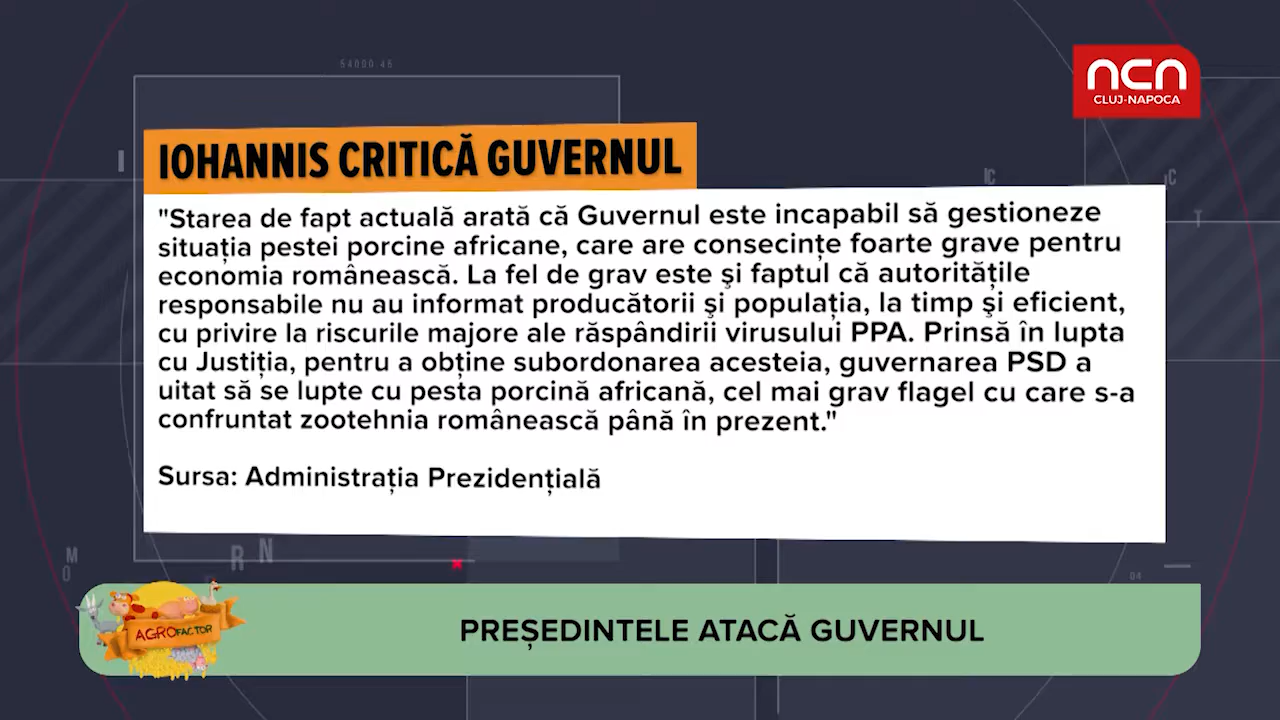 54000.46
ncn
CLUJ-NAPOCA
IOHANNIS CRITICĂ GUVERNUL
"Starea de fapt actuală arată că Guvernul este incapabil să gestioneze
situația pestei porcine africane, care are consecințe foarte grave pentru
economia românească. La fel de grav este şi faptul că autoritățile
responsabile nu au informat producătorii şi populația, la timp şi eficient,
cu privire la riscurile majore ale răspândirii virusului PPA. Prinsă în lupta
cu Justiția, pentru a obține subordonarea acesteia, guvernarea PSD a
uitat să se lupte cu pesta porcină africană, cel mai grav flagel cu care s-a
confruntat zootehnia românească până în prezent."
Sursa: Administrația Prezidențială
R N
M
O
04
AGROFACTOR
PREȘEDINTELE ATACĂ GUVERNUL